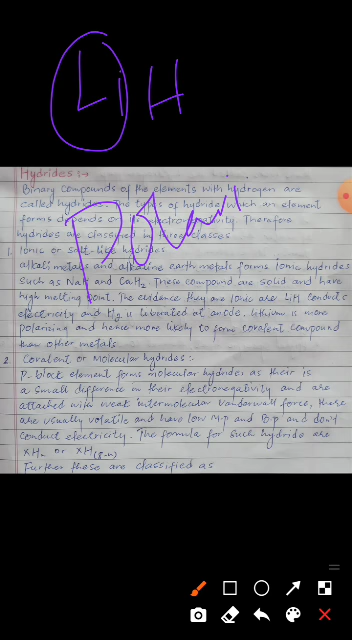 LiH
Hydrides :→
Binary compounds of the elements with hydrogen are
called hydrides. The types of hydride which an element
forms depends on its electronegativity. Therefore
hydrides are classified in three classes
1. Ionic or salt-like hydrides
alkali metals and alkaline earth metals forms ionic hydrides
such as NaH and CaH2. These compound are solid and have
high melting point. The evidence they are ionic are LiH conducts
electricity and H2 is liberated at anode. Lithium is more
polarizing and hence more likely to form covalent compound
than other metals.
2. Covalent or Molecular hydrides :-
P-block element forms molecular hydrides as their is
a small difference in their electronegativity and are
attached with weak intermolecular Vanderwall force, these
are usually volatile and have low M·p and B·p and don't
conduct electricity. The formula for such hydride are
XHn or XH(8-n)
Further these are classified as